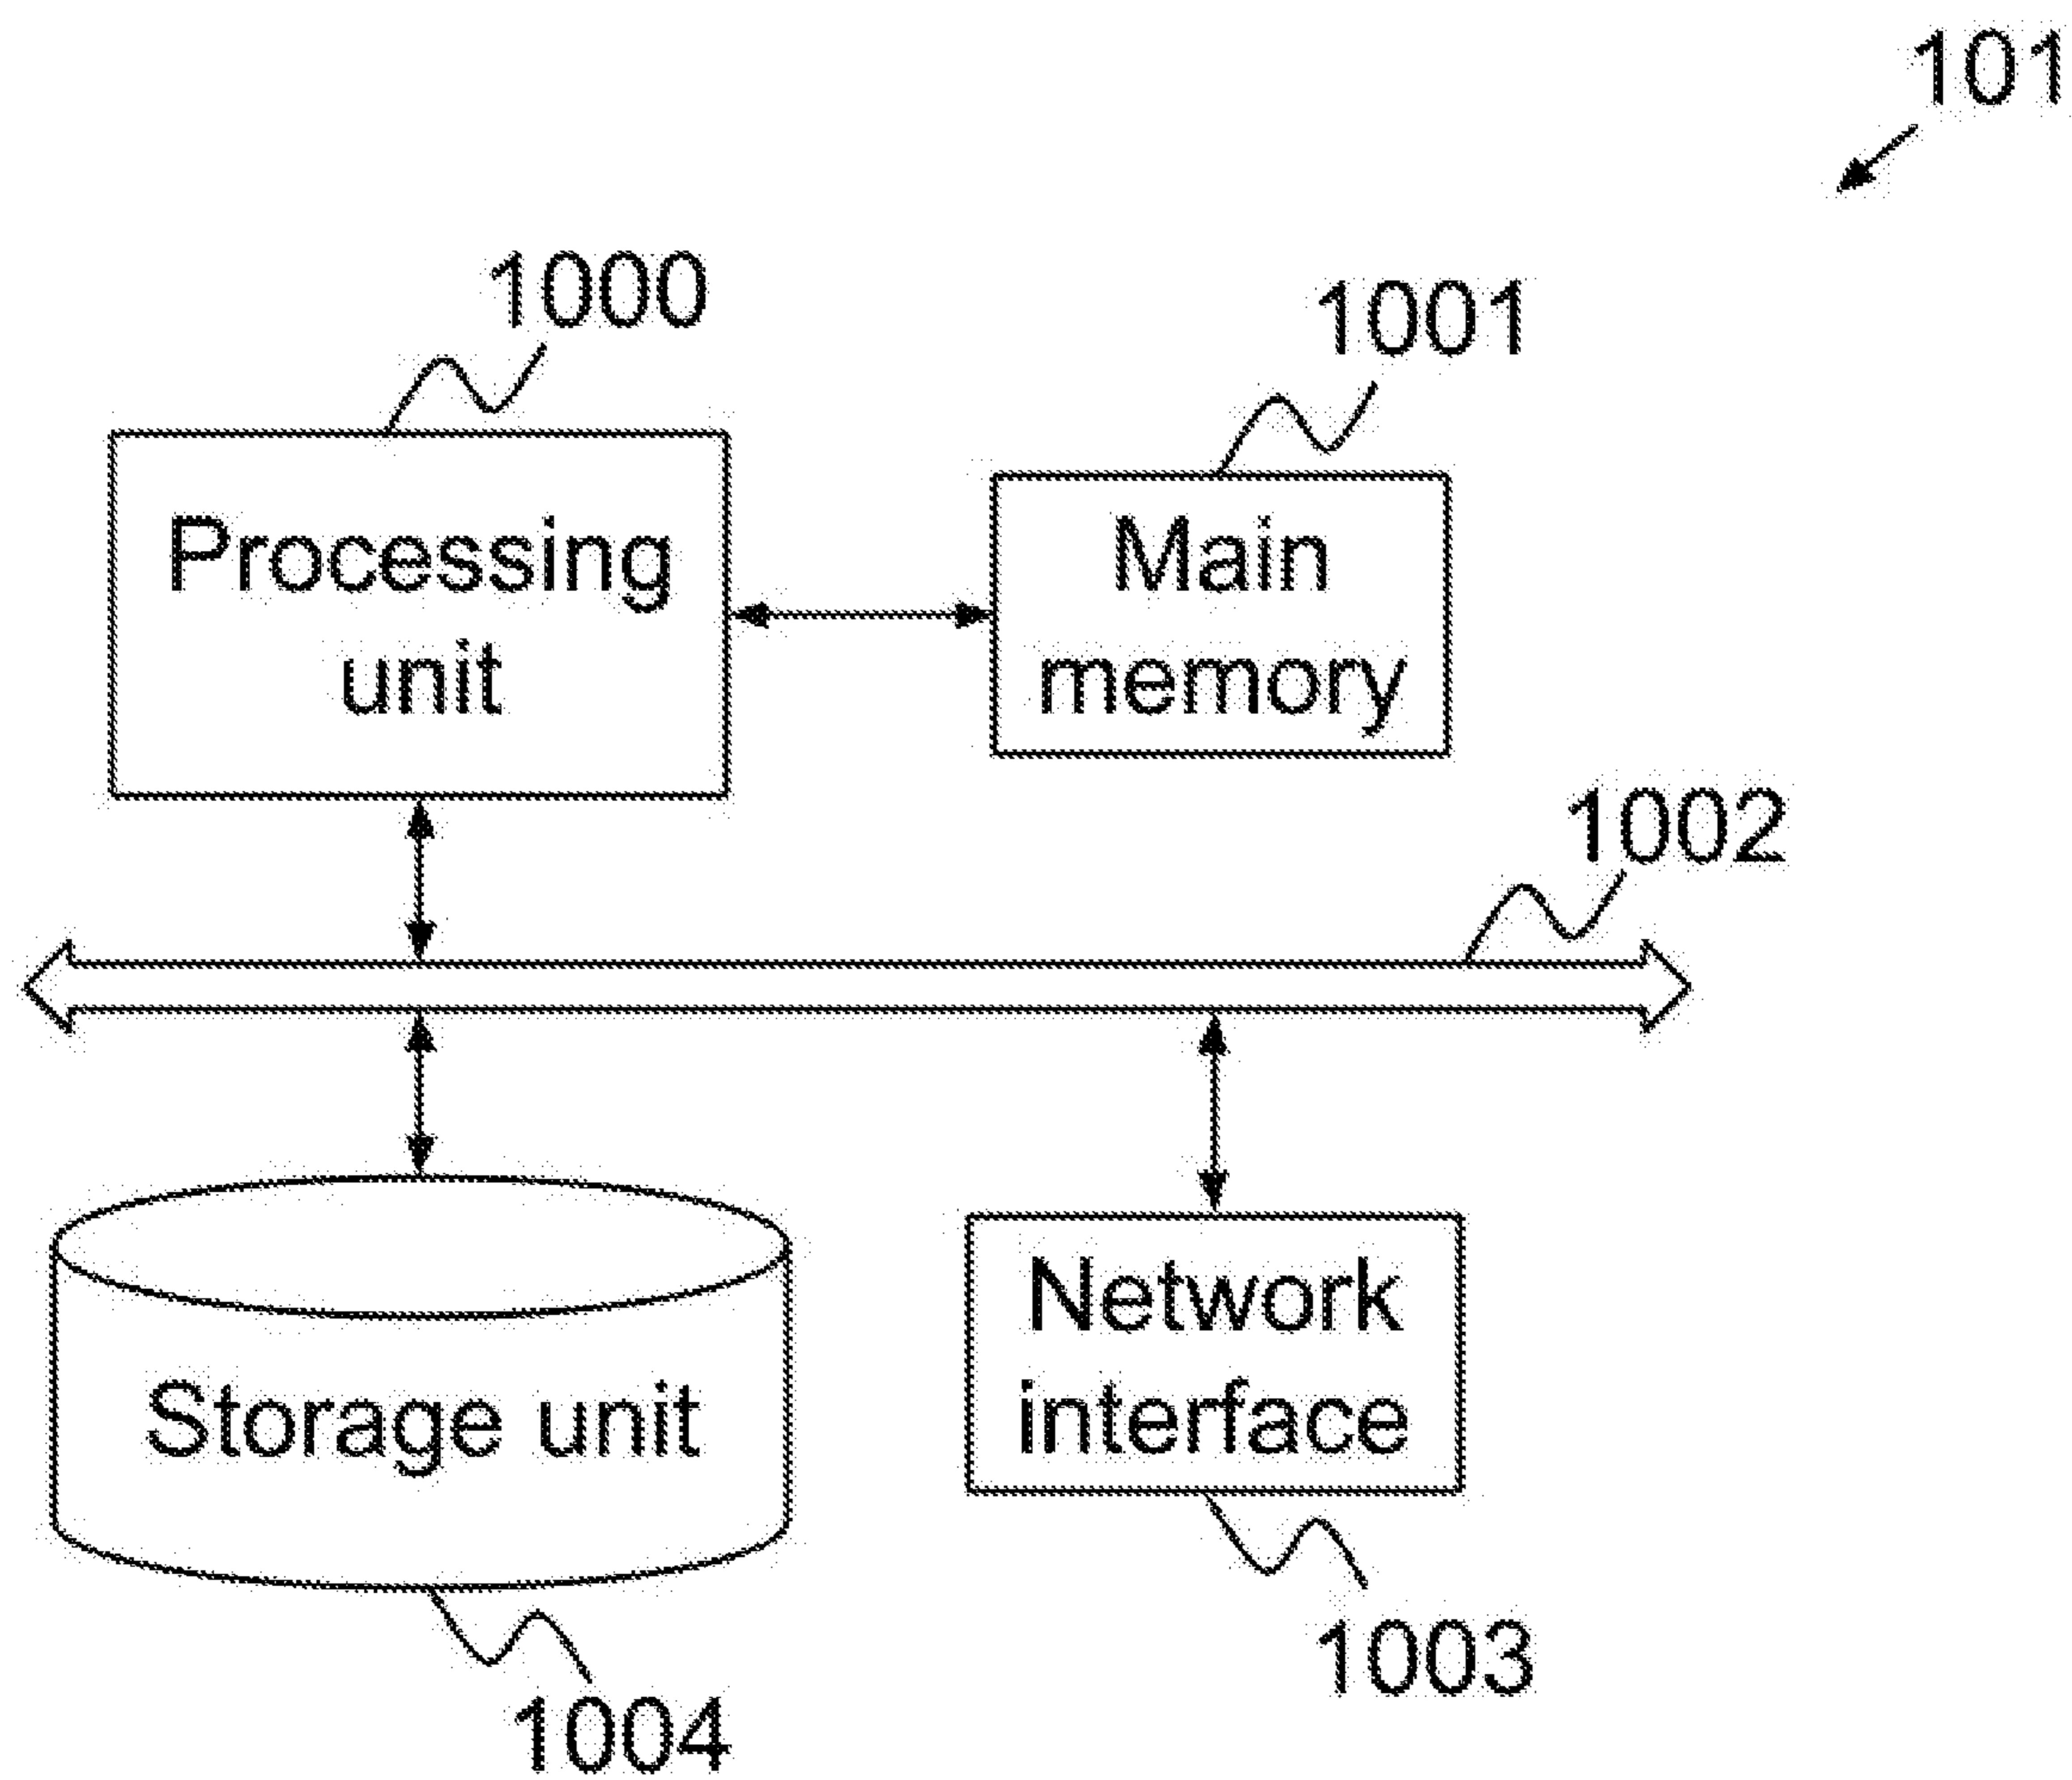 101
1000
1001
Processing
unit
Main
memory
1002
Storage unit
Network
interface
1003
1004